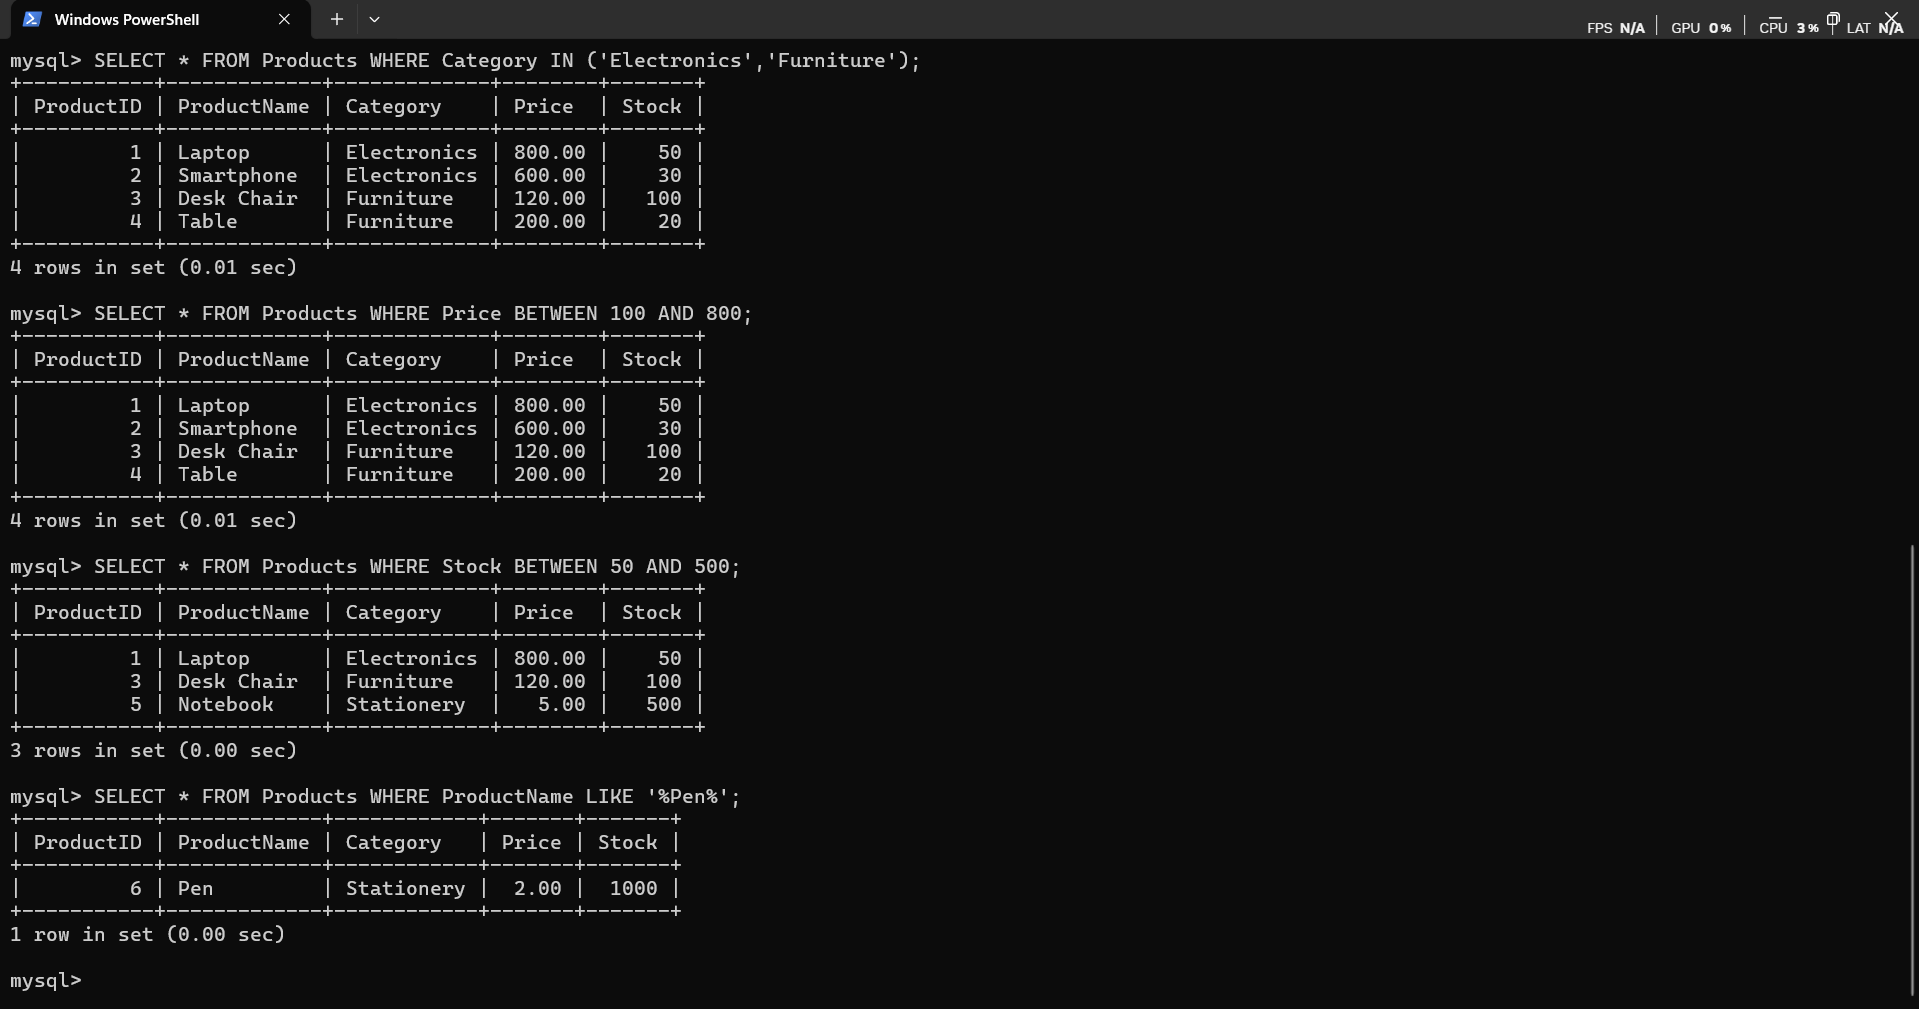 Windows PowerShell
FPS N/A | GPU 0% | CPU 3% | LAT N/A
mysql> SELECT * FROM Products WHERE Category IN ('Electronics','Furniture');
+-----------+-------------+-------------+--------+-------+
| ProductID | ProductName | Category    | Price  | Stock |
+-----------+-------------+-------------+--------+-------+
|         1 | Laptop      | Electronics | 800.00 |    50 |
|         2 | Smartphone  | Electronics | 600.00 |    30 |
|         3 | Desk Chair  | Furniture   | 120.00 |   100 |
|         4 | Table       | Furniture   | 200.00 |    20 |
+-----------+-------------+-------------+--------+-------+
4 rows in set (0.01 sec)
mysql> SELECT * FROM Products WHERE Price BETWEEN 100 AND 800;
+-----------+-------------+-------------+--------+-------+
| ProductID | ProductName | Category    | Price  | Stock |
+-----------+-------------+-------------+--------+-------+
|         1 | Laptop      | Electronics | 800.00 |    50 |
|         2 | Smartphone  | Electronics | 600.00 |    30 |
|         3 | Desk Chair  | Furniture   | 120.00 |   100 |
|         4 | Table       | Furniture   | 200.00 |    20 |
+-----------+-------------+-------------+--------+-------+
4 rows in set (0.01 sec)
mysql> SELECT * FROM Products WHERE Stock BETWEEN 50 AND 500;
+-----------+-------------+-------------+--------+-------+
| ProductID | ProductName | Category    | Price  | Stock |
+-----------+-------------+-------------+--------+-------+
|         1 | Laptop      | Electronics | 800.00 |    50 |
|         3 | Desk Chair  | Furniture   | 120.00 |   100 |
|         5 | Notebook    | Stationery  |   5.00 |   500 |
+-----------+-------------+-------------+--------+-------+
3 rows in set (0.00 sec)
mysql> SELECT * FROM Products WHERE ProductName LIKE '%Pen%';
+-----------+-------------+------------+-------+-------+
| ProductID | ProductName | Category   | Price | Stock |
+-----------+-------------+------------+-------+-------+
|         6 | Pen         | Stationery |  2.00 |  1000 |
+-----------+-------------+------------+-------+-------+
1 row in set (0.00 sec)
mysql>